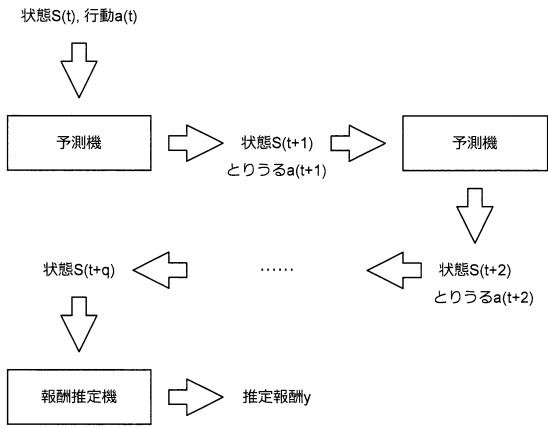 状態S(t), 行動a(t)
予測機
状態S(t+1)
とりうるa(t+1)
予測機
状態S(t+2)
とりうるa(t+2)
……
状態S(t+q)
報酬推定機
推定報酬y